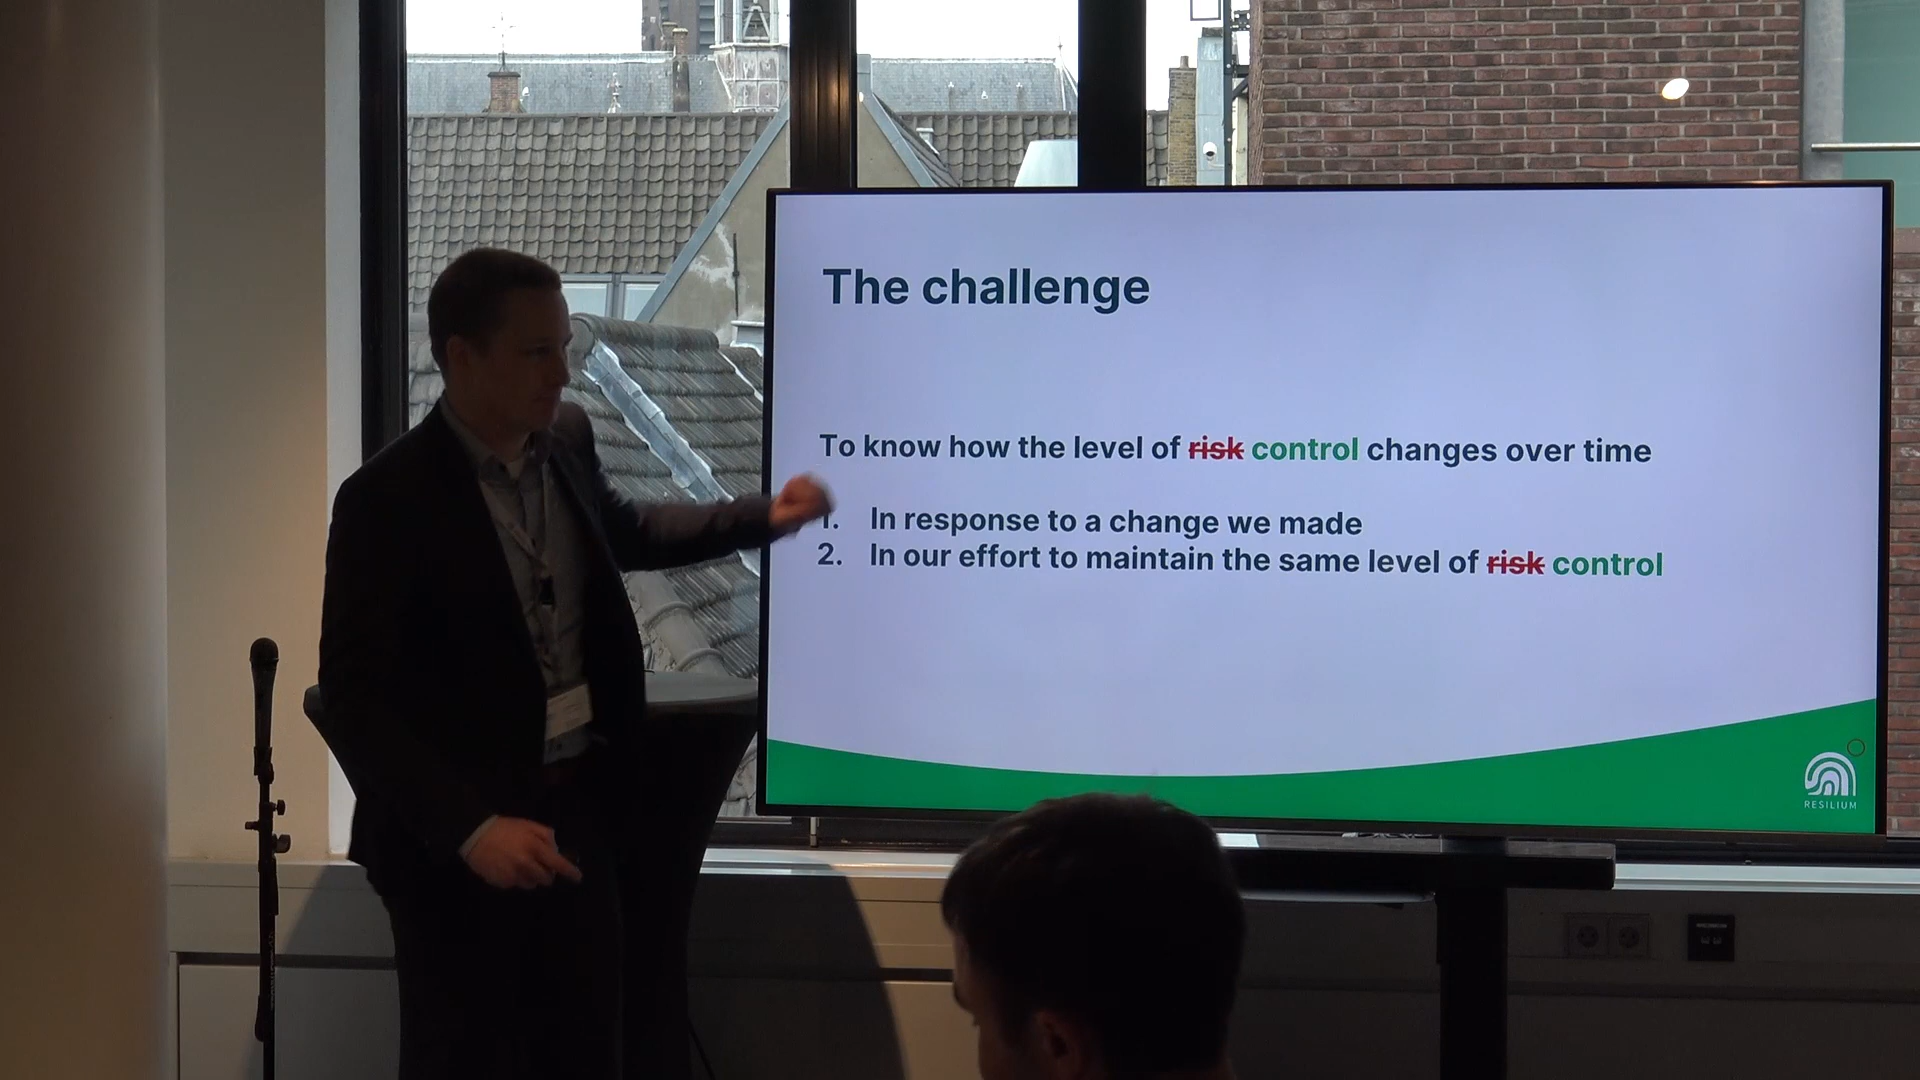 The challenge
To know how the level of risk control changes over time
1. In response to a change we made
2. In our effort to maintain the same level of risk control
RESILIUM